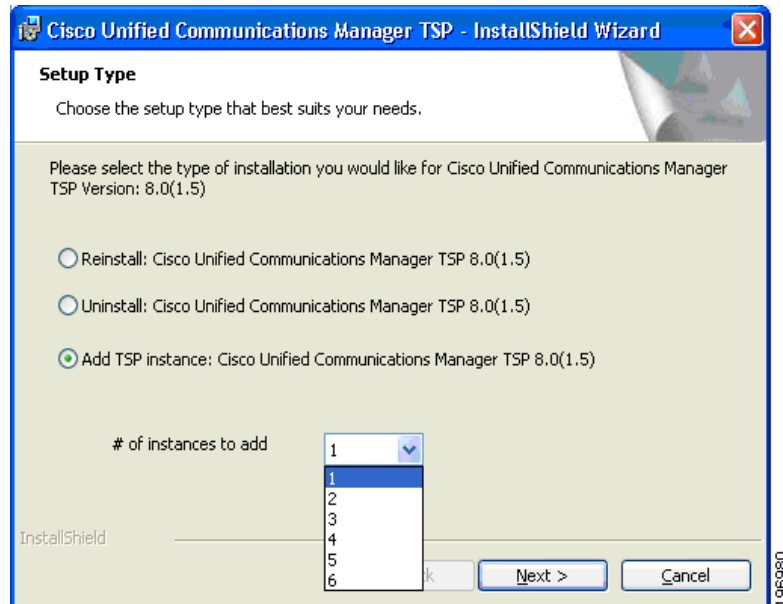 Cisco Unified Communications Manager TSP - InstallShield Wizard
Setup Type
Choose the setup type that best suits your needs.
Please select the type of installation you would like for Cisco Unified Communications Manager
TSP Version: 8.0(1.5)
Reinstall: Cisco Unified Communications Manager TSP 8.0(1.5)
Uninstall: Cisco Unified Communications Manager TSP 8.0(1.5)
Add TSP instance: Cisco Unified Communications Manager TSP 8.0(1.5)
# of instances to add
1
1
2
3
4
5
6
InstallShield
Next >
Cancel